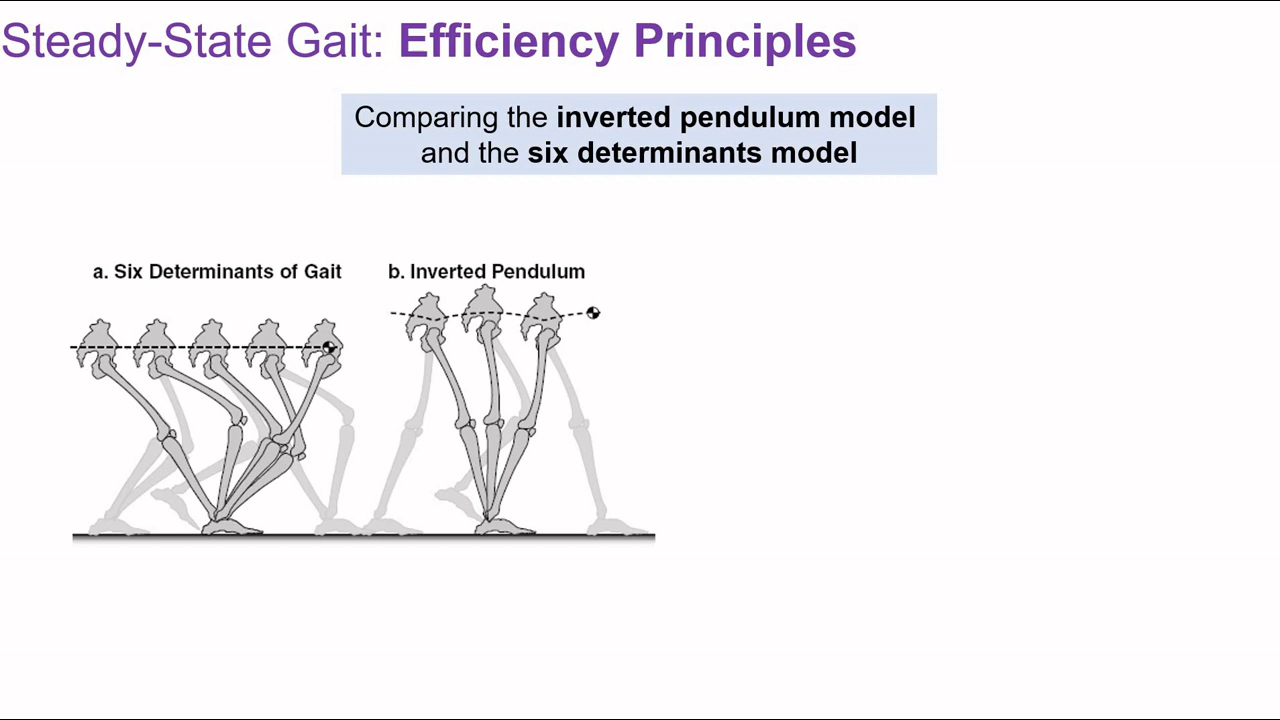 Steady-State Gait: Efficiency Principles
Comparing the inverted pendulum model
and the six determinants model
a. Six Determinants of Gait
b. Inverted Pendulum